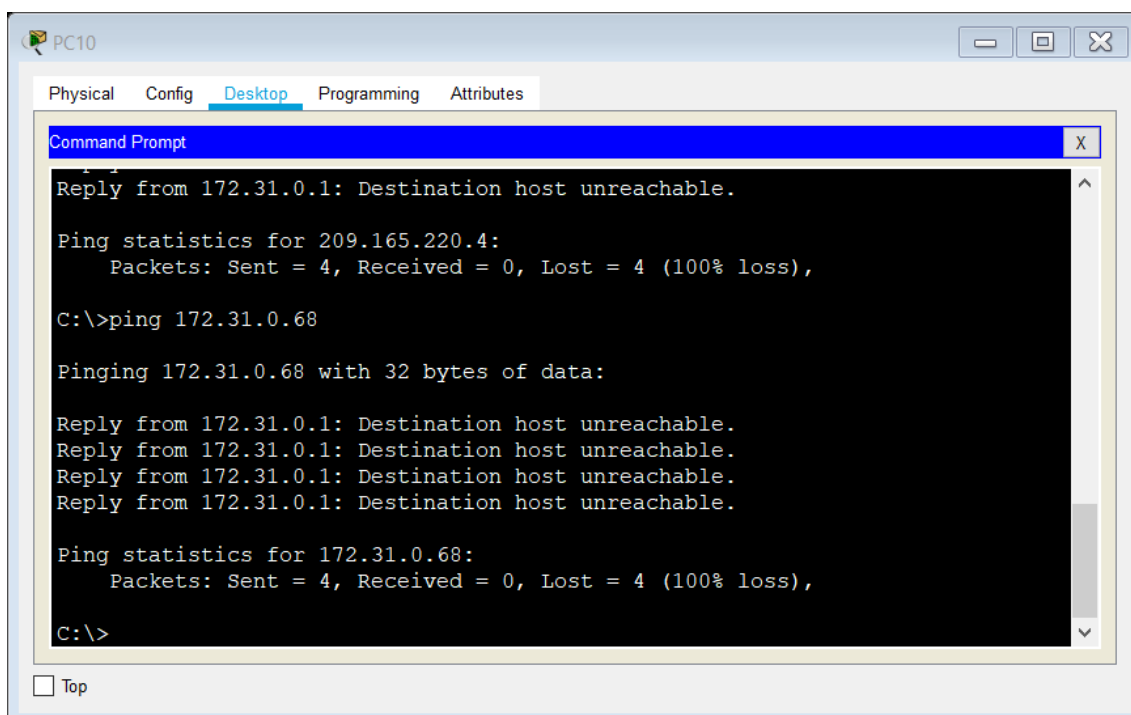 PC10
Physical Config Desktop Programming Attributes
Command Prompt
X
Reply from 172.31.0.1: Destination host unreachable.
Ping statistics for 209.165.220.4:
Packets: Sent = 4, Received = 0, Lost = 4 (100% loss),
C:\>ping 172.31.0.68
Pinging 172.31.0.68 with 32 bytes of data:
Reply from 172.31.0.1: Destination host unreachable.
Reply from 172.31.0.1: Destination host unreachable.
Reply from 172.31.0.1: Destination host unreachable.
Reply from 172.31.0.1: Destination host unreachable.
Ping statistics for 172.31.0.68:
Packets: Sent = 4, Received = 0, Lost = 4 (100% loss),
C:\>
Top